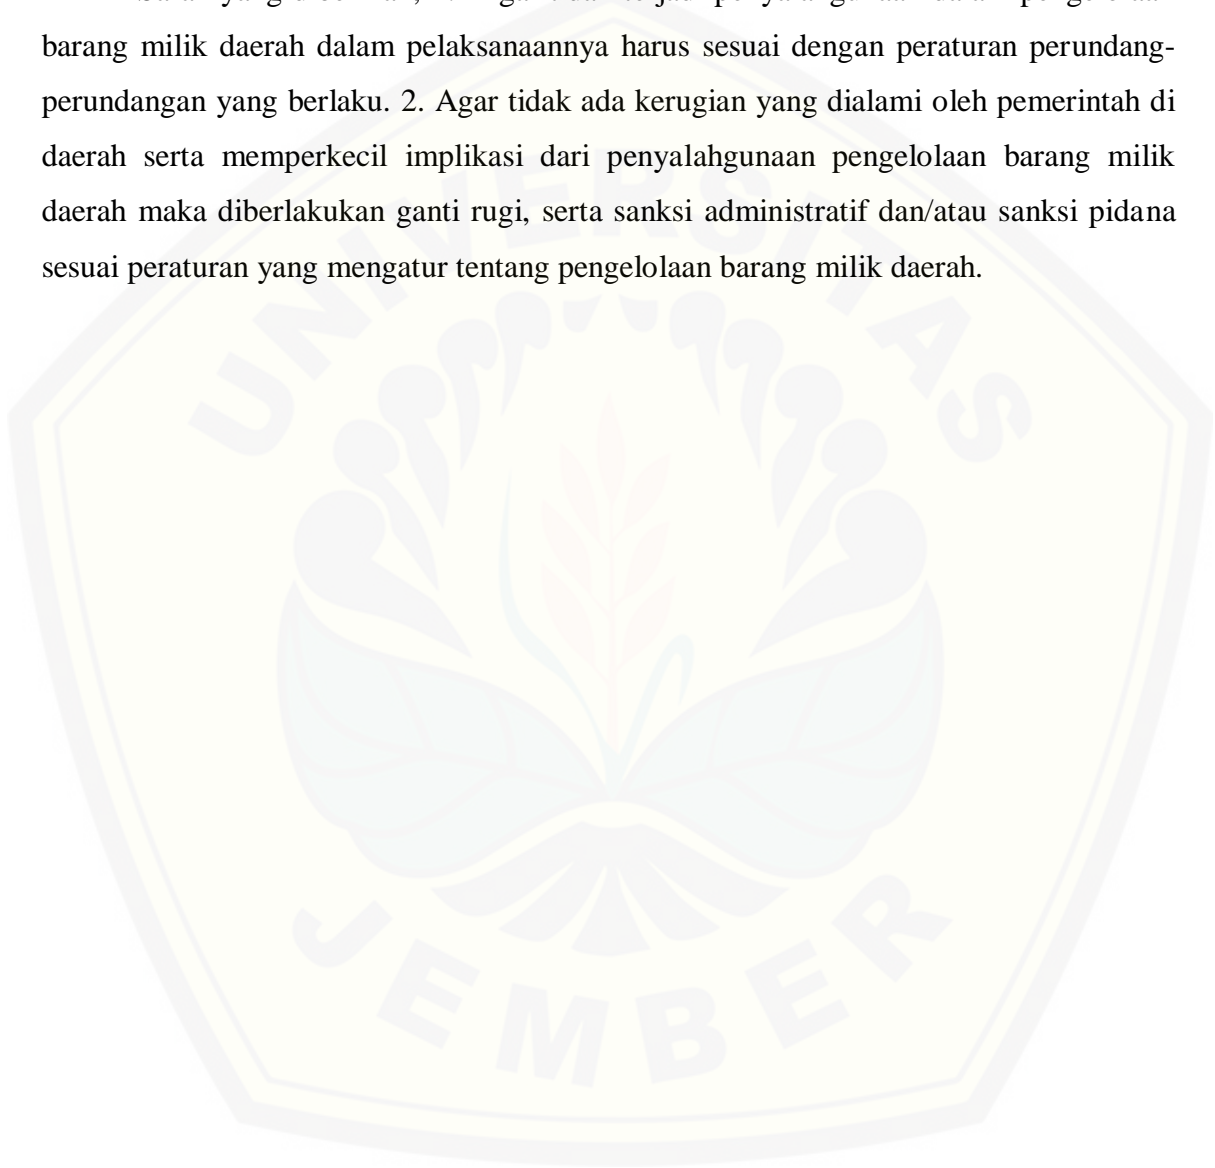 barang milik daerah dalam pelaksanaannya harus sesuai dengan peraturan perundang-
perundangan yang berlaku. 2. Agar tidak ada kerugian yang dialami oleh pemerintah di
daerah serta memperkecil implikasi dari penyalahgunaan pengelolaan barang milik
daerah maka diberlakukan ganti rugi, serta sanksi administratif dan/atau sanksi pidana
sesuai peraturan yang mengatur tentang pengelolaan barang milik daerah.
UNIVERSITAS
JEMBER